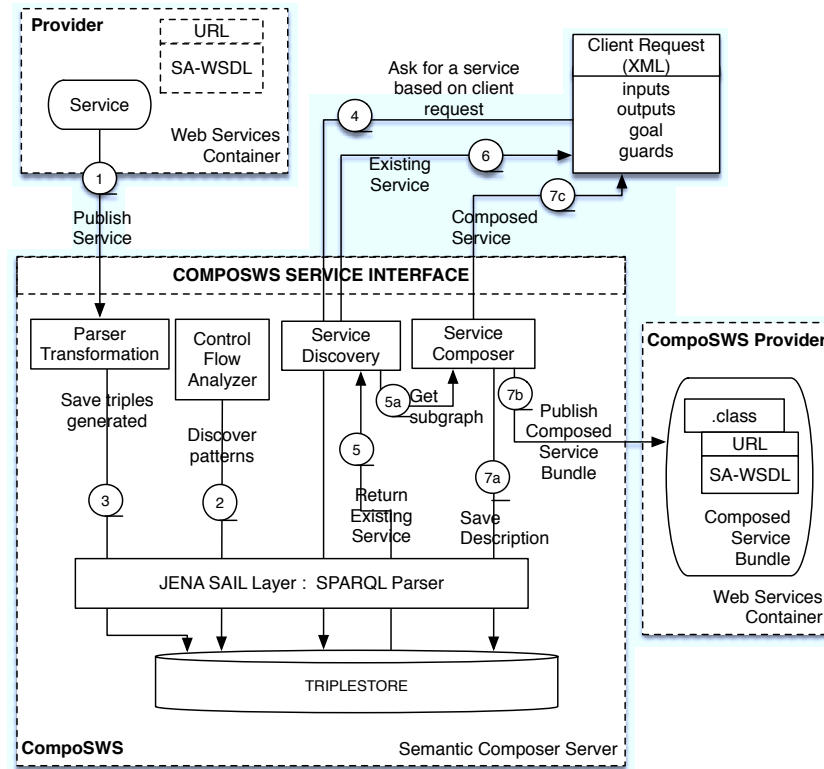 Provider
URL
SA-WSDL
Service
Web Services
Container
1
Publish
Service
Ask for a service
based on client
request
4
Existing
Service
6
Composed
Service
7c
Client Request
(XML)
inputs
outputs
goal
guards
COMPOSWS SERVICE INTERFACE
Parser
Transformation
Control
Flow
Analyzer
Service
Discovery
Service
Composer
Save triples
generated
Discover
patterns
5a
Get
subgraph
7b
Publish
Composed
Service
Bundle
5
7a
3
2
Return
Existing
Service
Save
Description
JENA SAIL Layer : SPARQL Parser
TRIPLESTORE
CompoSWS
Semantic Composer Server
CompoSWS Provider
.class
URL
SA-WSDL
Composed
Service
Bundle
Web Services
Container